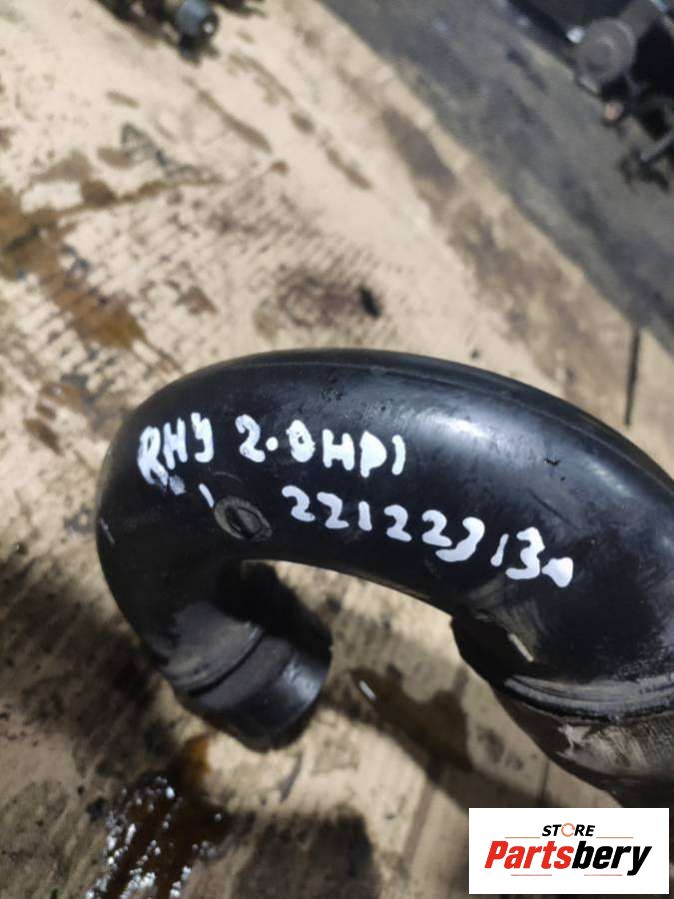 RHY 2.0HDI
221223130
STORE
Partsbery